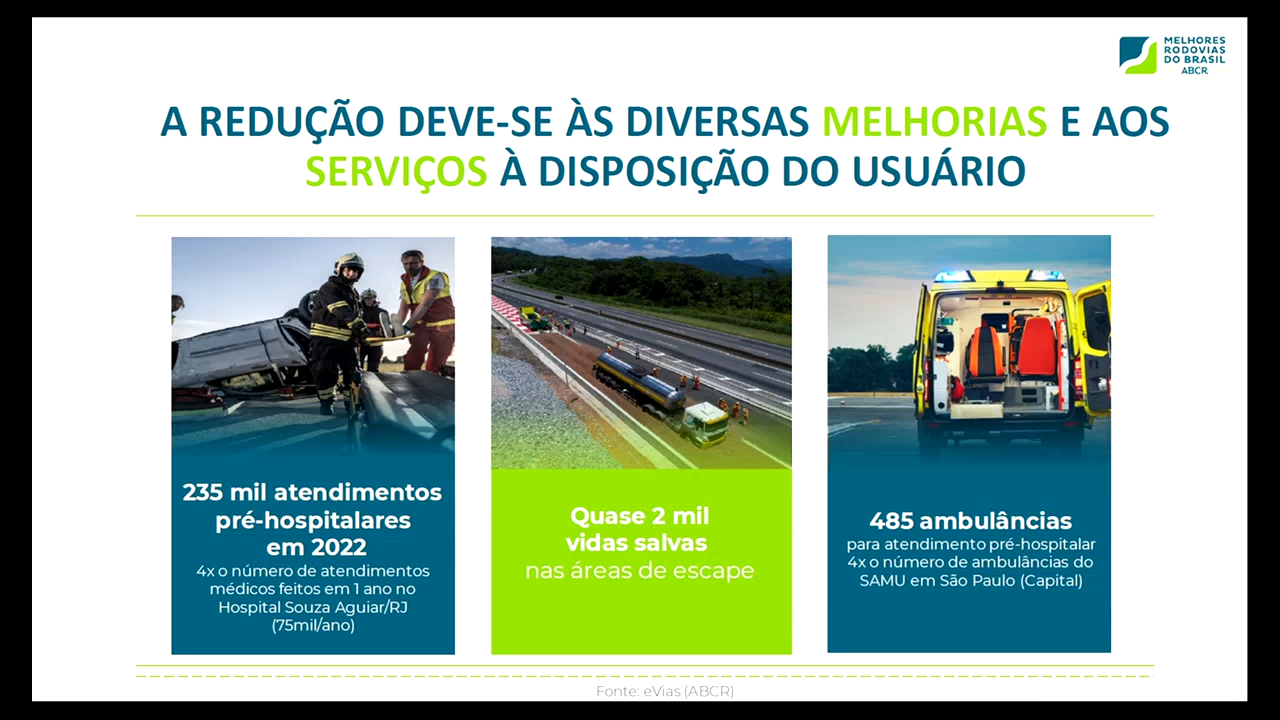 MELHORES
RODOVIAS
DO BRASIL
ABCR
A REDUÇÃO DEVE-SE ÀS DIVERSAS MELHORIAS E AOS
SERVIÇOS À DISPOSIÇÃO DO USUÁRIO
235 mil atendimentos
pré-hospitalares
em 2022
4x o número de atendimentos
médicos feitos em 1 ano no
Hospital Souza Aguiar/RJ
(75mil/ano)
Quase 2 mil
vidas salvas
nas áreas de escape
485 ambulâncias
para atendimento pré-hospitalar
4x o número de ambulâncias do
SAMU em São Paulo (Capital)
Fonte: eVias (ABCR)